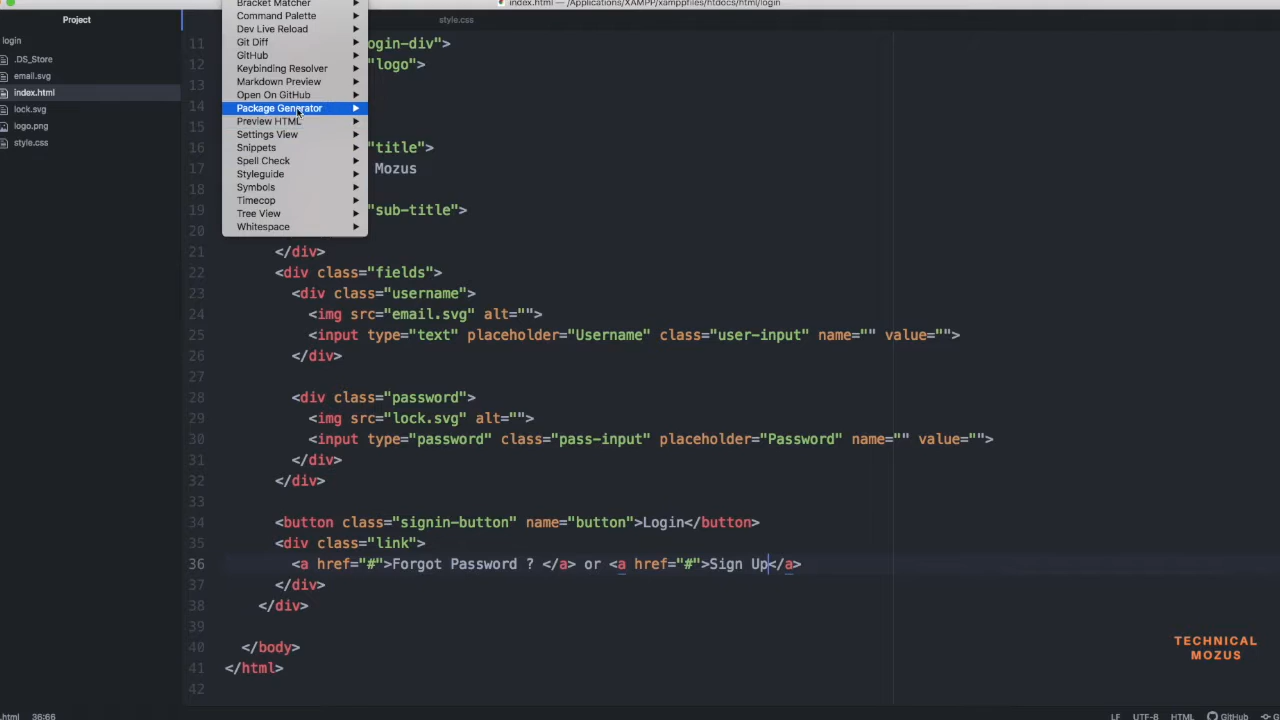 index.html — /Applications/XAMPP/xamppfiles/htdocs/html/login
Project
style.css
login
.DS_Store
email.svg
index.html
lock.svg
logo.png
style.css
Bracket Matcher
Command Palette
Dev Live Reload
Git Diff
GitHub
Keybinding Resolver
Markdown Preview
Open On GitHub
Package Generator
Preview HTML
Settings View
Snippets
Spell Check
Styleguide
Symbols
Timecop
Tree View
Whitespace
11 ogin-div">
12 "logo">
13
14
15
16 "title">
17 Mozus
18
19 "sub-title">
20
21 </div>
22 <div class="fields">
23 <div class="username">
24 <img src="email.svg" alt="">
25 <input type="text" placeholder="Username" class="user-input" name="" value="">
26 </div>
27
28 <div class="password">
29 <img src="lock.svg" alt="">
30 <input type="password" class="pass-input" placeholder="Password" name="" value="">
31 </div>
32 </div>
33
34 <button class="signin-button" name="button">Login</button>
35 <div class="link">
36 <a href="#">Forgot Password ? </a> or <a href="#">Sign Up</a>
37 </div>
38 </div>
39
40 </body>
41 </html>
42
TECHNICAL
MOZUS
.html 36:66 LF UTF-8 HTML GitHub